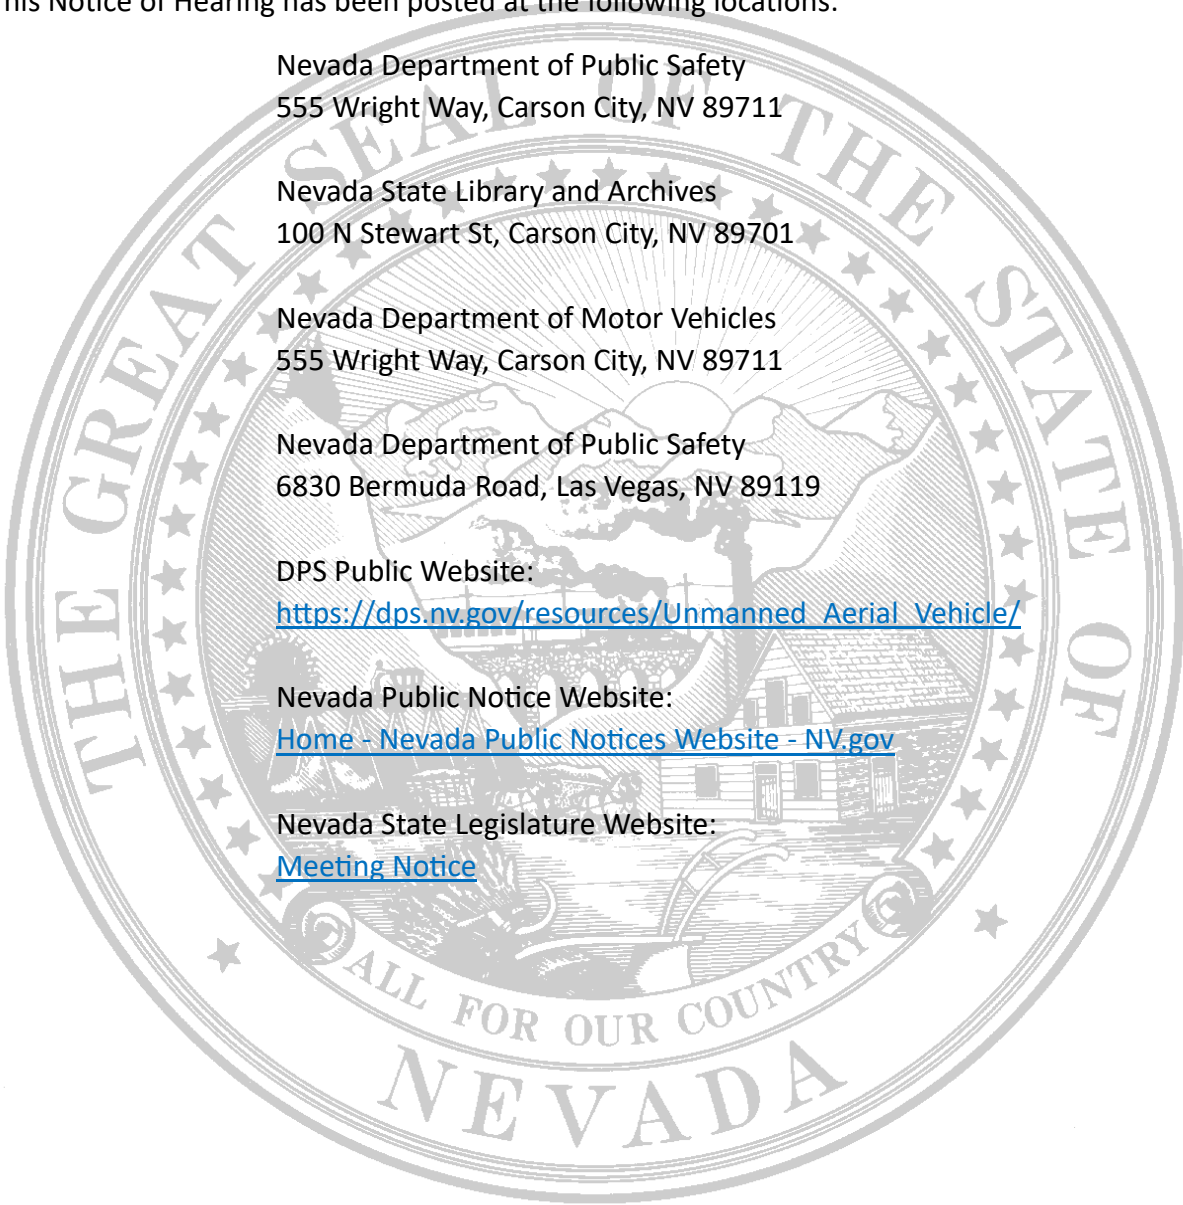 his Notice of Hearing has been posted at the following locations:
Nevada Department of Public Safety
555 Wright Way, Carson City, NV 89711
Nevada State Library and Archives
100 N Stewart St, Carson City, NV 89701
Nevada Department of Motor Vehicles
555 Wright Way, Carson City, NV 89711
Nevada Department of Public Safety
6830 Bermuda Road, Las Vegas, NV 89119
DPS Public Website:
https://dps.nv.gov/resources/Unmanned_Aerial_Vehicle/
Nevada Public Notice Website:
Home - Nevada Public Notices Website - NV.gov
Nevada State Legislature Website:
Meeting Notice
THE GREAT SEAL OF THE STATE OF
ALL FOR OUR COUNTRY
NEVADA